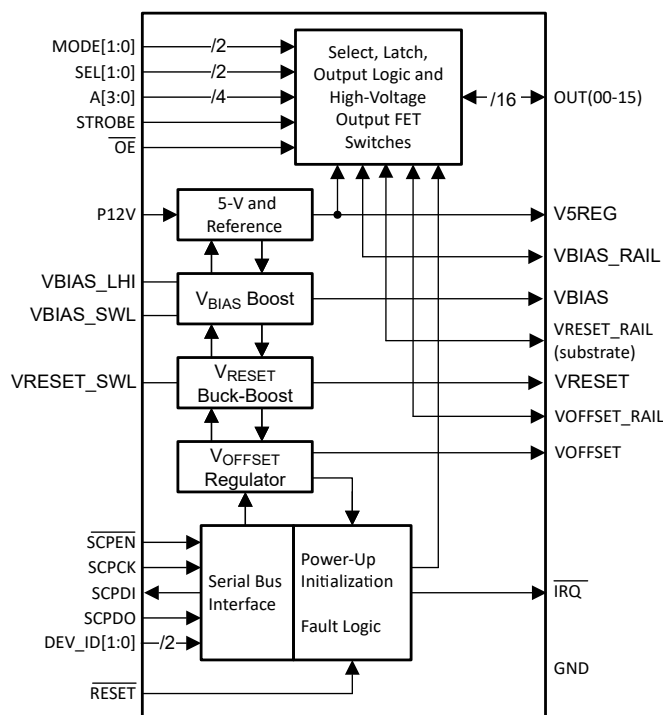 MODE[1:0]
/2
SEL[1:0]
/2
A[3:0]
/4
STROBE
OE
Select, Latch,
Output Logic and
High-Voltage
Output FET
Switches
/16
OUT(00-15)
P12V
5-V and
Reference
V5REG
VBIAS_RAIL
VBIAS_LHI
VBIAS_SWL
VBIAS Boost
VBIAS
VRESET_RAIL
(substrate)
VRESET_SWL
VRESET
Buck-Boost
VRESET
VOFFSET_RAIL
VOFFSET
Regulator
VOFFSET
SCPEN
SCPCK
SCPDI
SCPDO
DEV_ID[1:0]
/2
RESET
Serial Bus
Interface
Power-Up
Initialization
Fault Logic
IRQ
GND